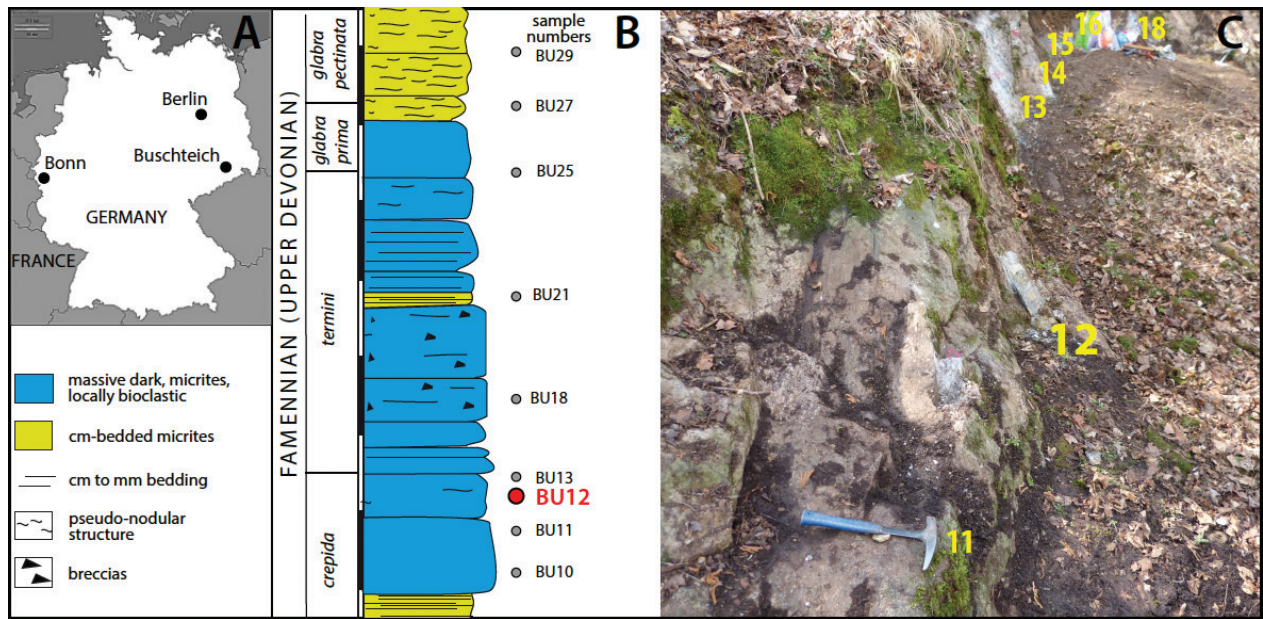 A
Berlin
Bonn
Buschteich
GERMANY
FRANCE
massive dark, micrites,
locally bioclastic
cm-bedded micrites
cm to mm bedding
pseudo-nodular
structure
breccias
FAMENNIAN (UPPER DEVONIAN)
glabra
pectinata
glabra
prima
termini
crepida
B
sample
numbers
BU29
BU27
BU25
BU21
BU18
BU13
BU12
BU11
BU10
C
16
18
15
14
13
12
11